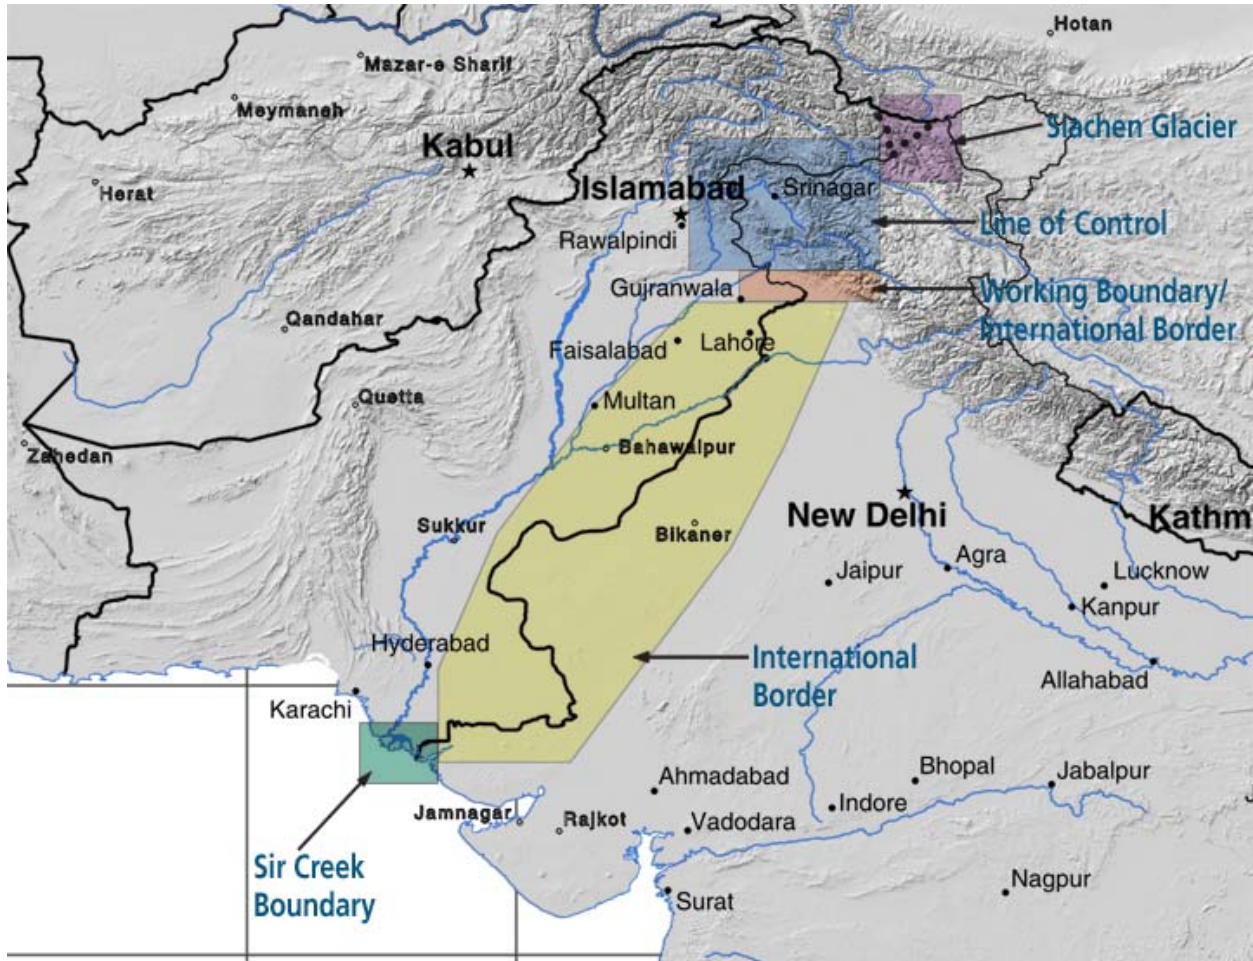 Hotan
Mazar-e Sharif
Meymaneh
Siachen Glacier
Kabul
Herat
Islamabad
Srinagar
Line of Control
Rawalpindi
Gujranwala
Working Boundary/
International Border
Qandahar
Faisalabad
Lahore
Quetta
Multan
Zahedan
Bahawalpur
New Delhi
Kathm
Sukkur
Bikaner
Agra
Jaipur
Lucknow
Kanpur
Hyderabad
International
Border
Allahabad
Karachi
Ahmadabad
Bhopal
Jabalpur
Jamnagar
Rajkot
Vadodara
Indore
Sir Creek
Boundary
Surat
Nagpur